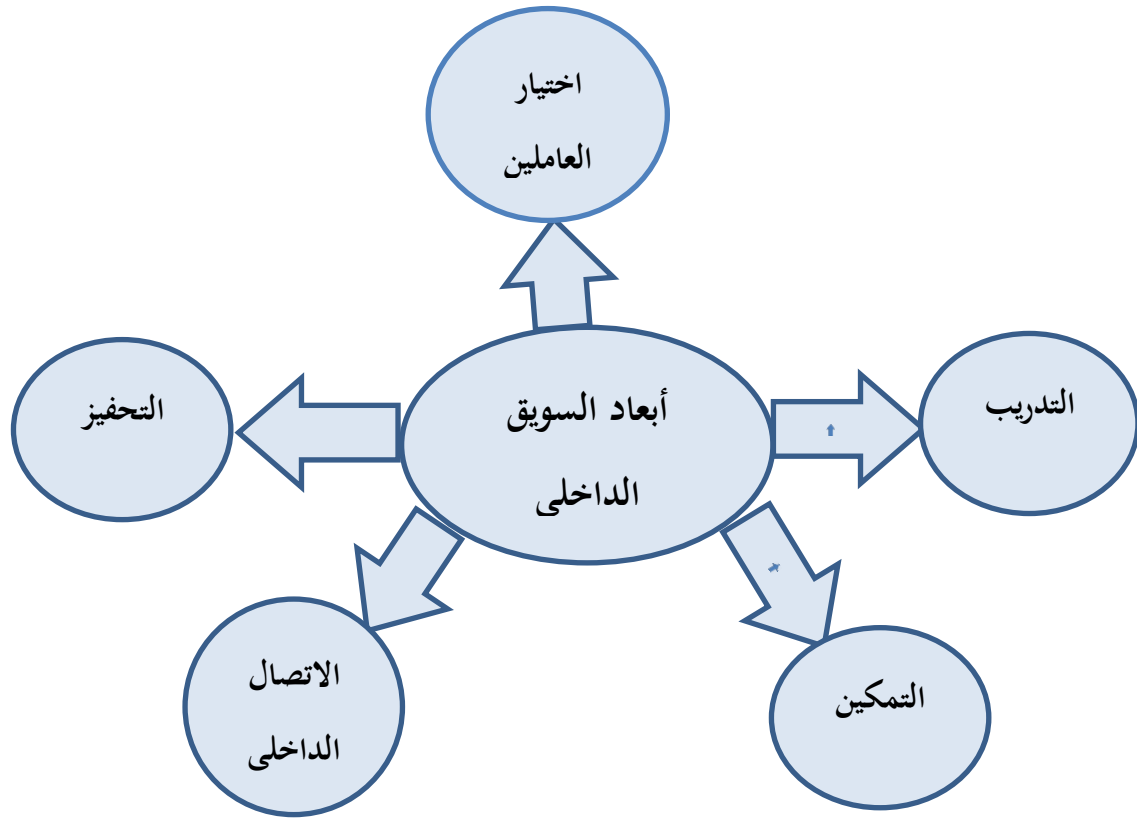 اختيار
العاملين
أبعاد السويق
الداخلى
التدريب
التحفيز
التمكين
الاتصال
الداخلى